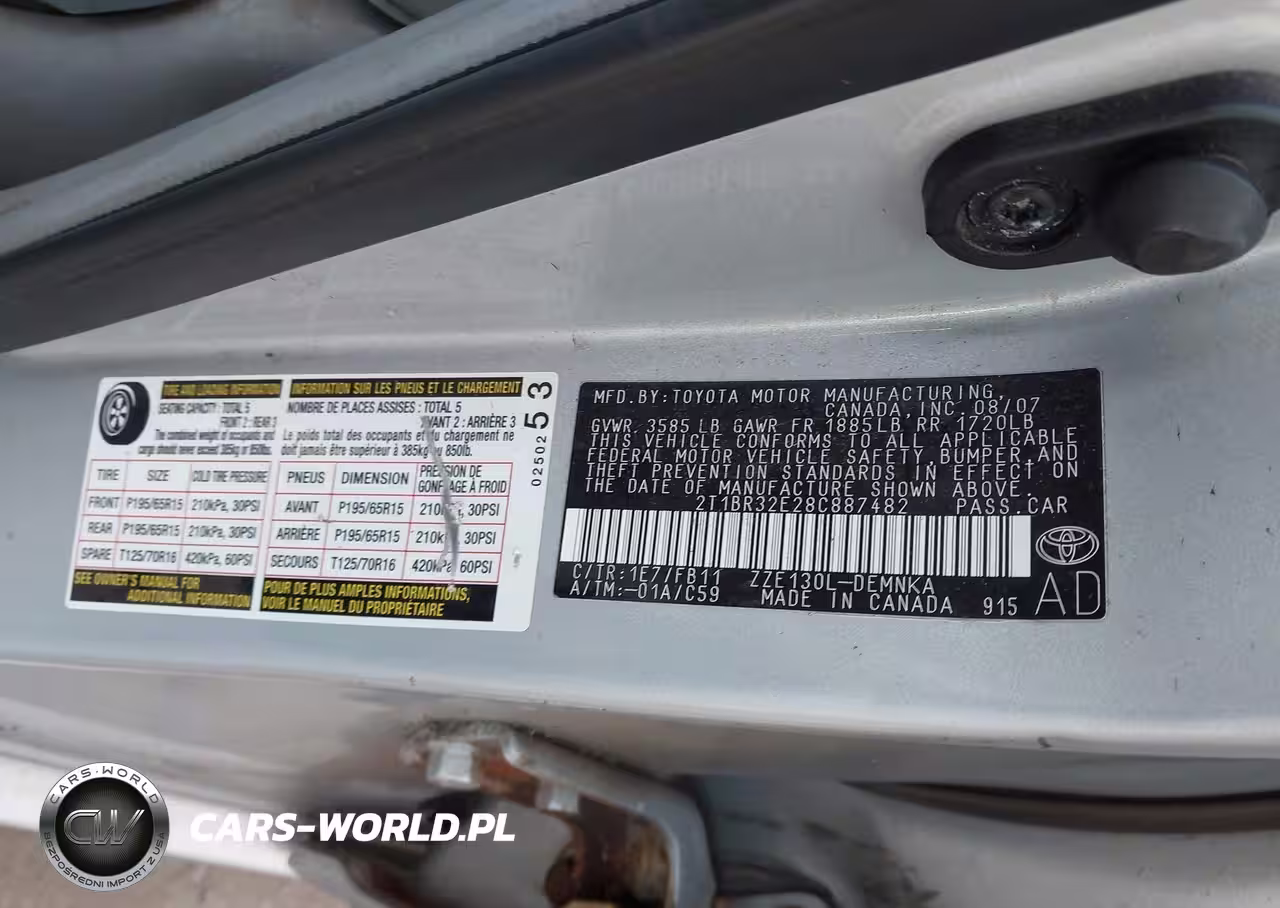 TIRE AND LOADING INFORMATION
SEATING CAPACITY : TOTAL 5
FRONT 2 : REAR 3
The combined weight of occupants and
cargo should never exceed 385kg or 850lbs.
TIRE SIZE COLD TIRE PRESSURE
FRONT P195/65R15 210kPa, 30PSI
REAR P195/65R15 210kPa, 30PSI
SPARE T125/70R16 420kPa, 60PSI
SEE OWNER'S MANUAL FOR
ADDITIONAL INFORMATION
INFORMATION SUR LES PNEUS ET LE CHARGEMENT
NOMBRE DE PLACES ASSISES : TOTAL 5
AVANT 2 : ARRIÈRE 3
Le poids total des occupants et du chargement ne
doit jamais être supérieur à 385kg ou 850lb.
PNEUS DIMENSION PRESSION DE
GONFLAGE À FROID
AVANT P195/65R15 210kPa, 30PSI
ARRIÈRE P195/65R15 210kPa, 30PSI
SECOURS T125/70R16 420kPa, 60PSI
POUR DE PLUS AMPLES INFORMATIONS,
VOIR LE MANUEL DU PROPRIÉTAIRE
02502 53
MFD. BY: TOYOTA MOTOR MANUFACTURING,
CANADA, INC. 08/07
GVWR 3585 LB GAWR FR 1885LB, RR 1720LB
THIS VEHICLE CONFORMS TO ALL APPLICABLE
FEDERAL MOTOR VEHICLE SAFETY, BUMPER, AND
THEFT PREVENTION STANDARDS IN EFFECT ON
THE DATE OF MANUFACTURE SHOWN ABOVE.
2T1BR32E28C887482 PASS. CAR
C/TR:1E7/FB11 ZZE130L-DEMNKA
A/TM:-01A/C59 MADE IN CANADA 915 AD
CARS-WORLD
CW
BEZPOŚREDNI IMPORT Z USA
CARS-WORLD.PL